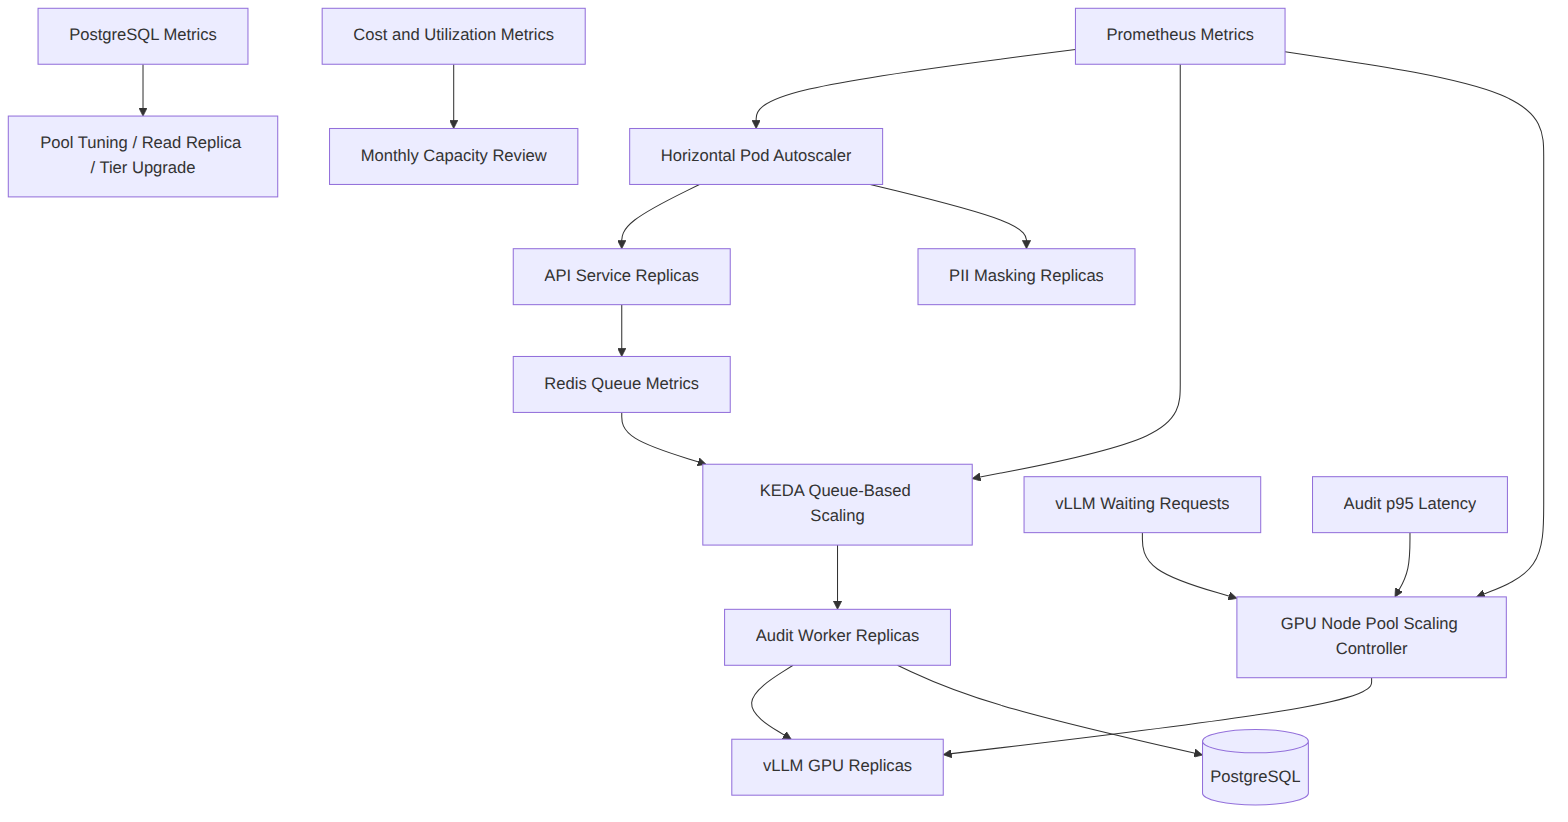 PostgreSQL Metrics
Cost and Utilization Metrics
Prometheus Metrics
Pool Tuning / Read Replica
/ Tier Upgrade
Monthly Capacity Review
Horizontal Pod Autoscaler
API Service Replicas
PII Masking Replicas
Redis Queue Metrics
KEDA Queue-Based
Scaling
vLLM Waiting Requests
Audit p95 Latency
Audit Worker Replicas
GPU Node Pool Scaling
Controller
vLLM GPU Replicas
PostgreSQL